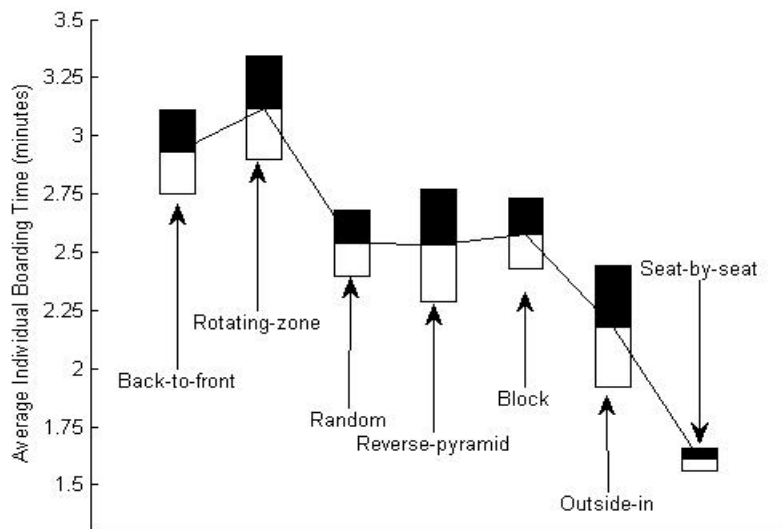 Average Individual Boarding Time (minutes)
3.5
3.25
3
2.75
2.5
2.25
2
1.75
1.5
Back-to-front
Rotating-zone
Random
Reverse-pyramid
Block
Outside-in
Seat-by-seat